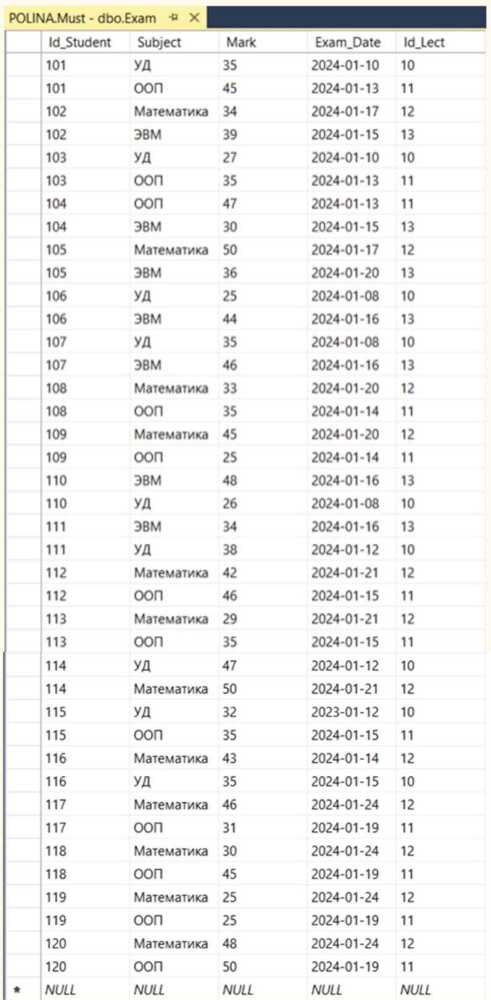 POLINA.Must - dbo.Exam
Id_Student Subject Mark Exam_Date Id_Lect
101 УД 35 2024-01-10 10
101 ООП 45 2024-01-13 11
102 Математика 34 2024-01-17 12
102 ЭВМ 39 2024-01-15 13
103 УД 27 2024-01-10 10
103 ООП 35 2024-01-13 11
104 ООП 47 2024-01-13 11
104 ЭВМ 30 2024-01-15 13
105 Математика 50 2024-01-17 12
105 ЭВМ 36 2024-01-20 13
106 УД 25 2024-01-08 10
106 ЭВМ 44 2024-01-16 13
107 УД 35 2024-01-08 10
107 ЭВМ 46 2024-01-16 13
108 Математика 33 2024-01-20 12
108 ООП 35 2024-01-14 11
109 Математика 45 2024-01-20 12
109 ООП 25 2024-01-14 11
110 ЭВМ 48 2024-01-16 13
110 УД 26 2024-01-08 10
111 ЭВМ 34 2024-01-16 13
111 УД 38 2024-01-12 10
112 Математика 42 2024-01-21 12
112 ООП 46 2024-01-15 11
113 Математика 29 2024-01-21 12
113 ООП 35 2024-01-15 11
114 УД 47 2024-01-12 10
114 Математика 50 2024-01-21 12
115 УД 32 2023-01-12 10
115 ООП 35 2024-01-15 11
116 Математика 43 2024-01-14 12
116 УД 35 2024-01-15 10
117 Математика 46 2024-01-24 12
117 ООП 31 2024-01-19 11
118 Математика 30 2024-01-24 12
118 ООП 45 2024-01-19 11
119 Математика 25 2024-01-24 12
119 ООП 25 2024-01-19 11
120 Математика 48 2024-01-24 12
120 ООП 50 2024-01-19 11
* NULL NULL NULL NULL NULL